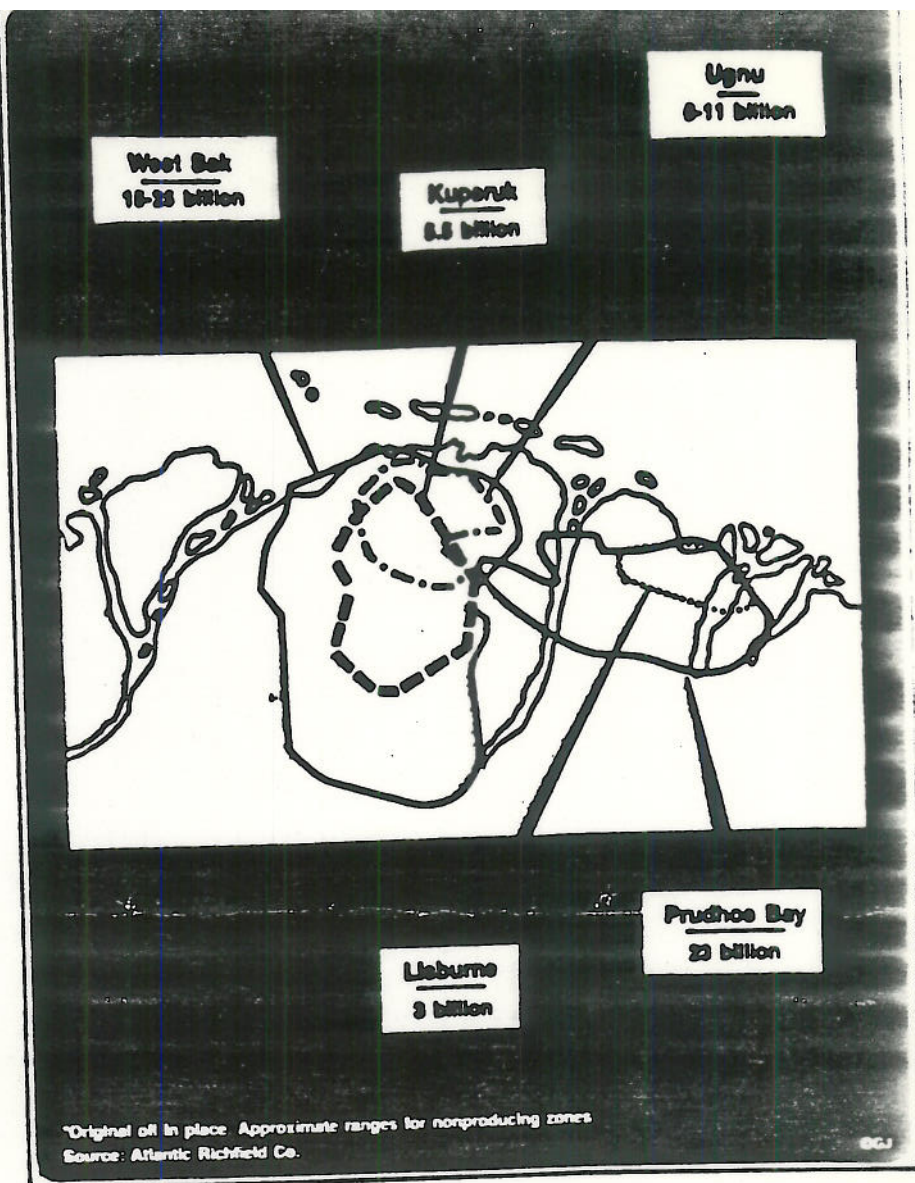 Ugnu
6-11 billion
West Sak
15-25 billion
Kuparuk
5.5 billion
Prudhoe Bay
23 billion
Lisburne
3 billion
*Original oil in place. Approximate ranges for nonproducing zones
Source: Atlantic Richfield Co.
OGJ